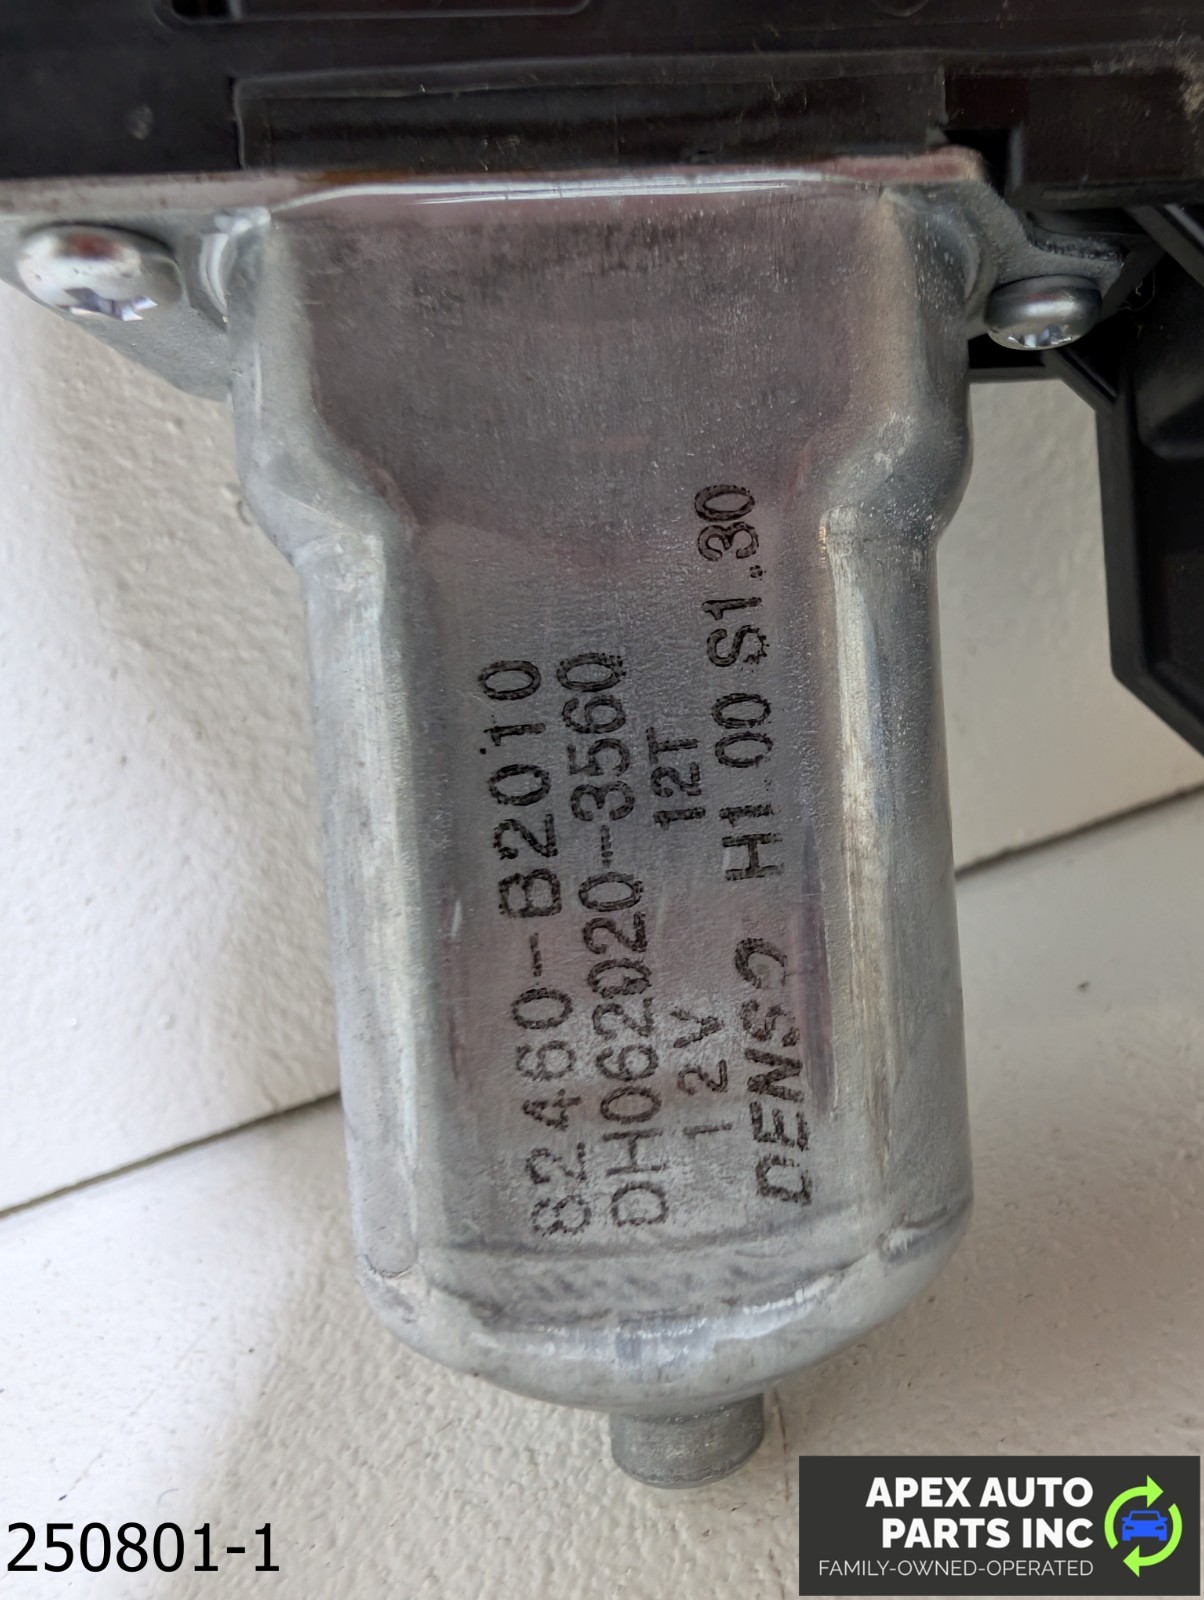 82460-B2010
DH062020-3560
12V 12T
DENSO H1.00 S1.30
250801-1
APEX AUTO
PARTS INC
FAMILY-OWNED-OPERATED